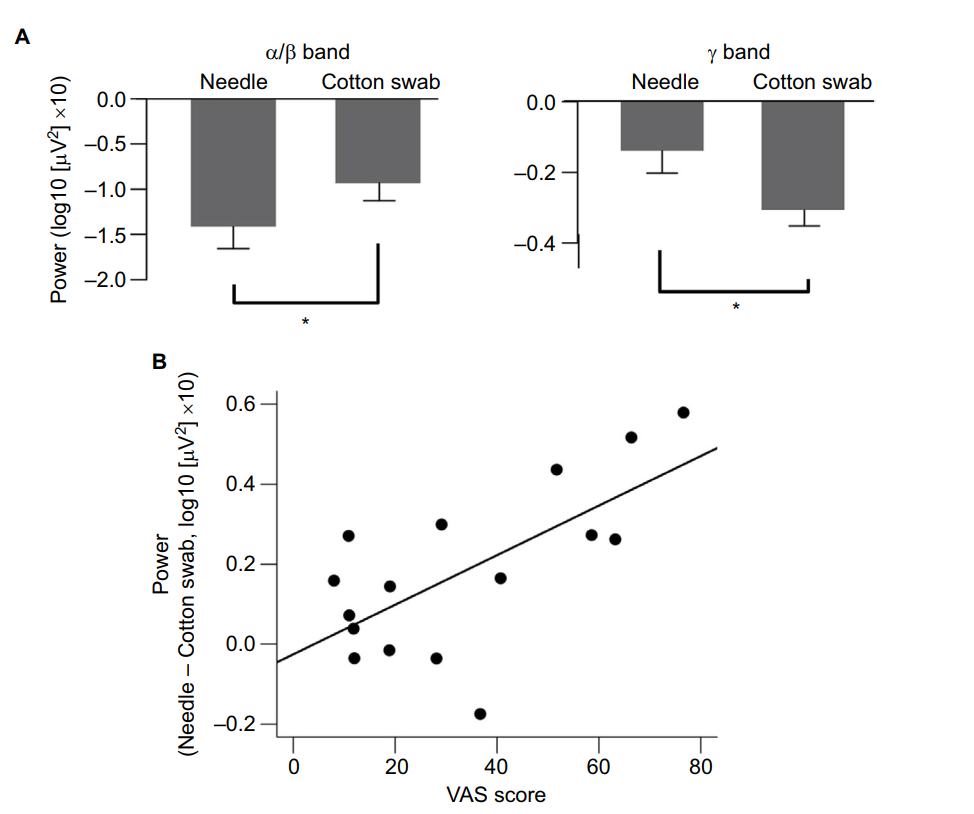 A
α/β band
γ band
Needle
Cotton swab
Needle
Cotton swab
Power (log10 [μV²] ×10)
0.0
−0.5
−1.0
−1.5
−2.0
*
0.0
−0.2
−0.4
*
B
Power
(Needle − Cotton swab, log10 [μV²] ×10)
0.6
0.4
0.2
0.0
−0.2
0
20
40
60
80
VAS score